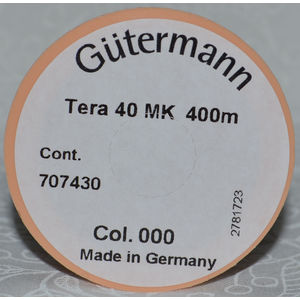 Gütermann
Tera 40 MK 400m
Cont.
707430
2781723
Col. 000
Made in Germany